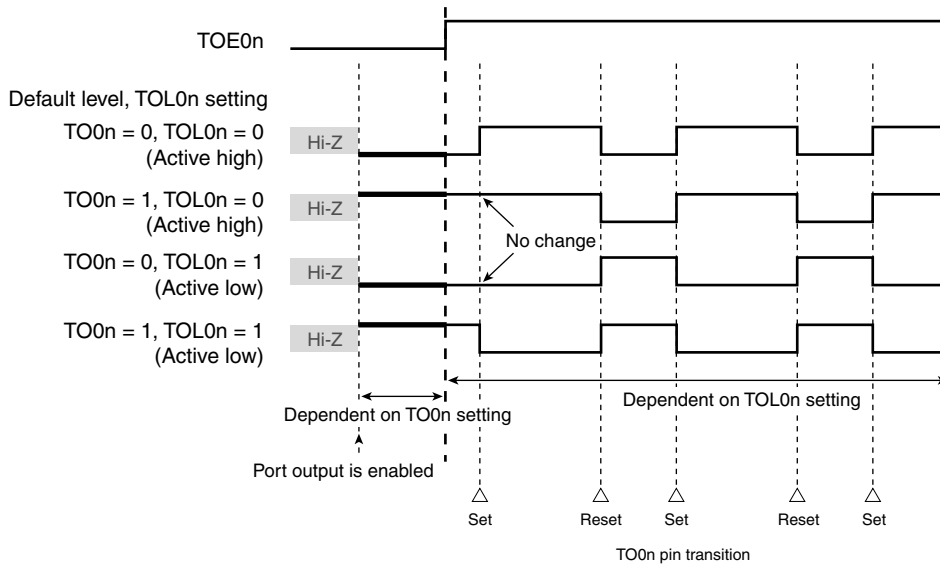 TOE0n
Default level, TOL0n setting
TO0n = 0, TOL0n = 0
(Active high)
Hi-Z
TO0n = 1, TOL0n = 0
(Active high)
Hi-Z
No change
TO0n = 0, TOL0n = 1
(Active low)
Hi-Z
TO0n = 1, TOL0n = 1
(Active low)
Hi-Z
Dependent on TO0n setting
Dependent on TOL0n setting
Port output is enabled
Set
Reset
Set
Reset
Set
TO0n pin transition